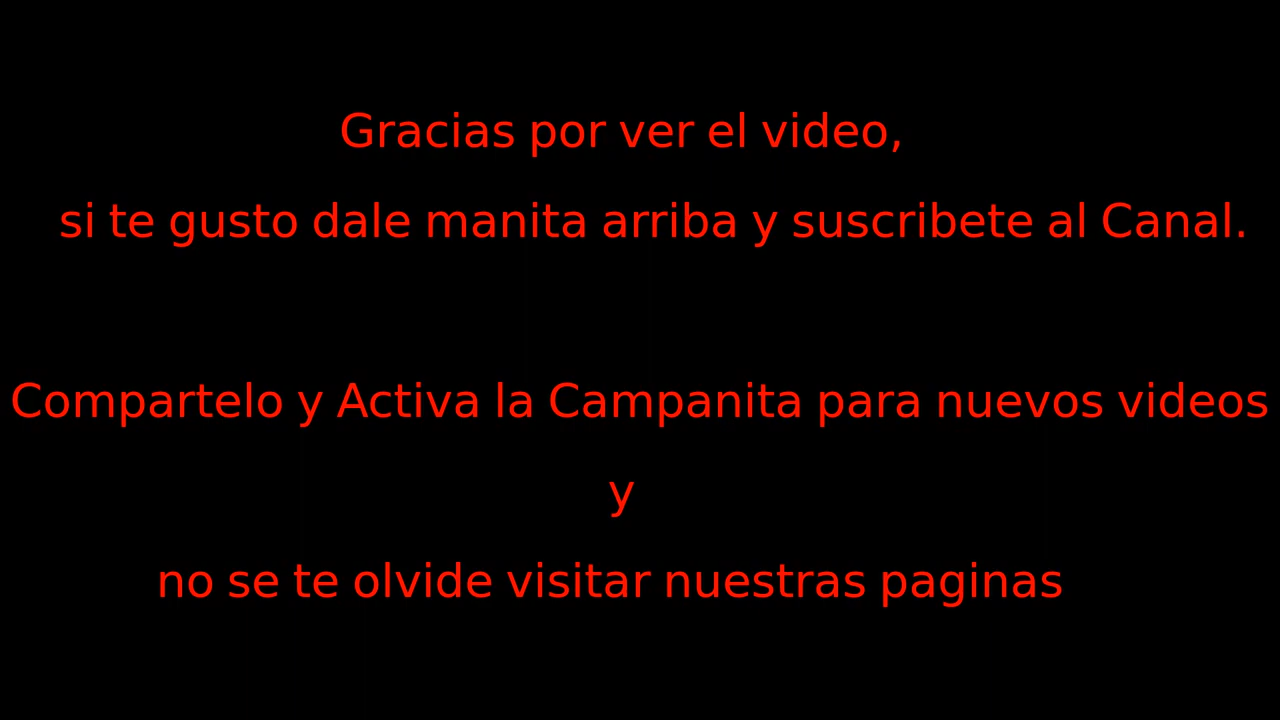 Gracias por ver el video,
si te gusto dale manita arriba y suscribete al Canal.
Compartelo y Activa la Campanita para nuevos videos
y
no se te olvide visitar nuestras paginas